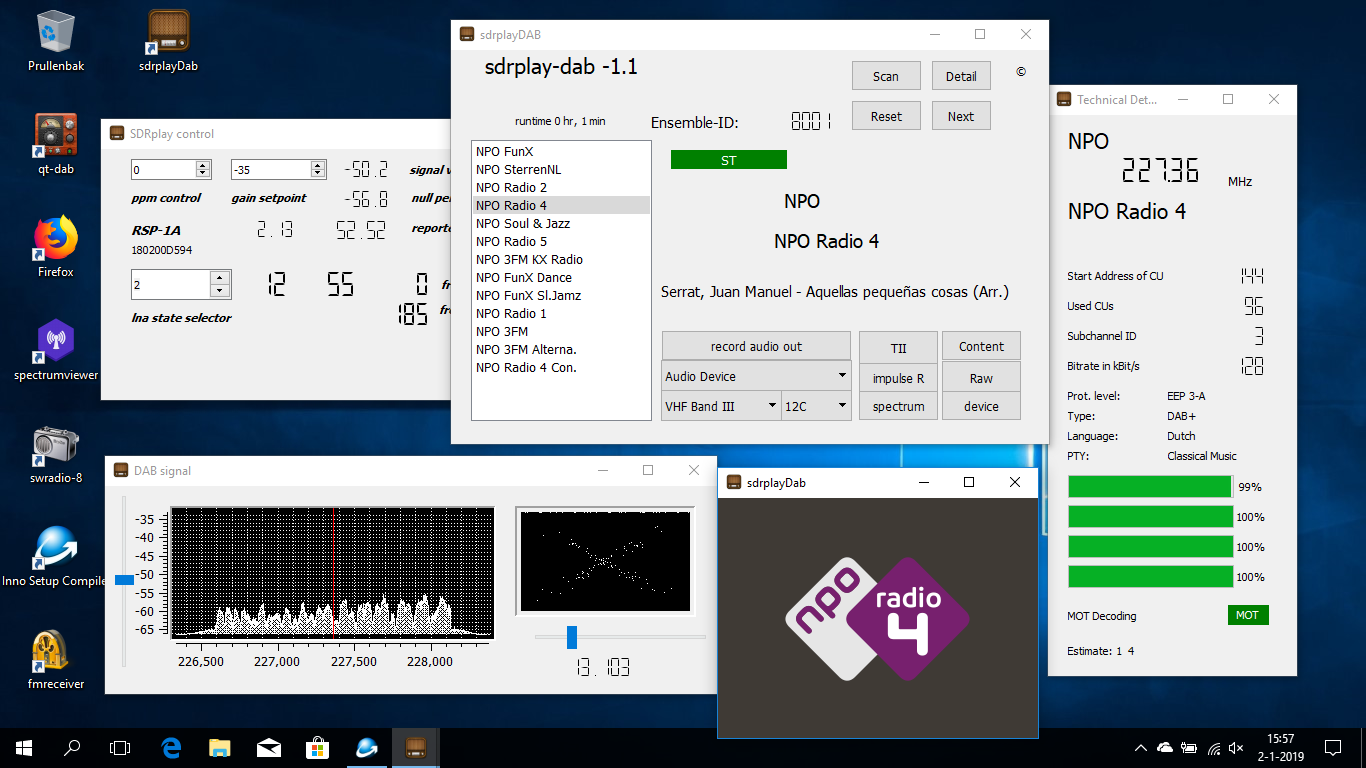 Prullenbak
sdrplayDab
qt-dab
Firefox
spectrumviewer
swradio-8
Inno Setup Compile
fmreceiver
SDRplay control
0
-35
-50.2
signal v
ppm control
gain setpoint
-56.8
null pe
RSP-1A
2.13
52.52
reporte
180200D594
2
12
55
0
fr
lna state selector
185
fre
sdrplayDAB
sdrplay-dab -1.1
Scan
Detail
©
runtime 0 hr, 1 min
Ensemble-ID:
8001
Reset
Next
NPO FunX
NPO SterrenNL
NPO Radio 2
NPO Radio 4
NPO Soul & Jazz
NPO Radio 5
NPO 3FM KX Radio
NPO FunX Dance
NPO FunX Sl.Jamz
NPO Radio 1
NPO 3FM
NPO 3FM Alterna.
NPO Radio 4 Con.
ST
NPO
NPO Radio 4
Serrat, Juan Manuel - Aquellas pequeñas cosas (Arr.)
record audio out
TII
Content
Audio Device
impulse R
Raw
VHF Band III
12C
spectrum
device
Technical Det...
NPO
227.36
MHz
NPO Radio 4
Start Address of CU
144
Used CUs
96
Subchannel ID
3
Bitrate in kBit/s
128
Prot. level:
EEP 3-A
Type:
DAB+
Language:
Dutch
PTY:
Classical Music
99%
100%
100%
100%
MOT Decoding
MOT
Estimate: 1 4
DAB signal
-35
-40
-45
-50
-55
-60
-65
226,500
227,000
227,500
228,000
13.103
sdrplayDab
npo
radio
4
15:57
2-1-2019